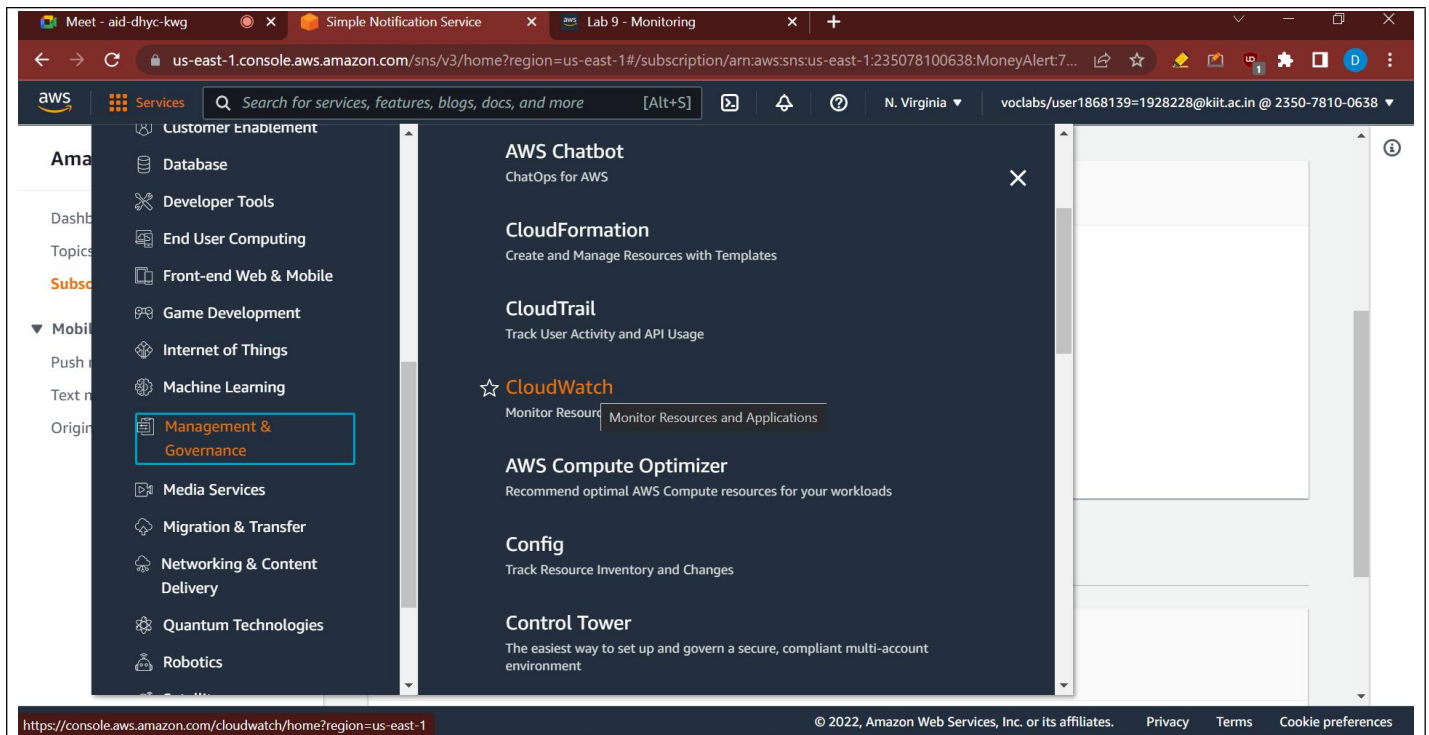 Meet - aid-dhyc-kwg
Simple Notification Service
aws Lab 9 - Monitoring
us-east-1.console.aws.amazon.com/sns/v3/home?region=us-east-1#/subscription/arn:aws:sns:us-east-1:235078100638:MoneyAlert:7...
1
D
aws
Services
Search for services, features, blogs, docs, and more
[Alt+S]
N. Virginia
voclabs/user1868139=1928228@kiit.ac.in @ 2350-7810-0638
Ama
Dashb
Topics
Subsc
Mobil
Push
Text
Origin
Customer Enablement
Database
Developer Tools
End User Computing
Front-end Web & Mobile
Game Development
Internet of Things
Machine Learning
Management &
Governance
Media Services
Migration & Transfer
Networking & Content
Delivery
Quantum Technologies
Robotics
AWS Chatbot
ChatOps for AWS
CloudFormation
Create and Manage Resources with Templates
CloudTrail
Track User Activity and API Usage
CloudWatch
Monitor Resourc
Monitor Resources and Applications
AWS Compute Optimizer
Recommend optimal AWS Compute resources for your workloads
Config
Track Resource Inventory and Changes
Control Tower
The easiest way to set up and govern a secure, compliant multi-account
environment
https://console.aws.amazon.com/cloudwatch/home?region=us-east-1
© 2022, Amazon Web Services, Inc. or its affiliates.
Privacy
Terms
Cookie preferences